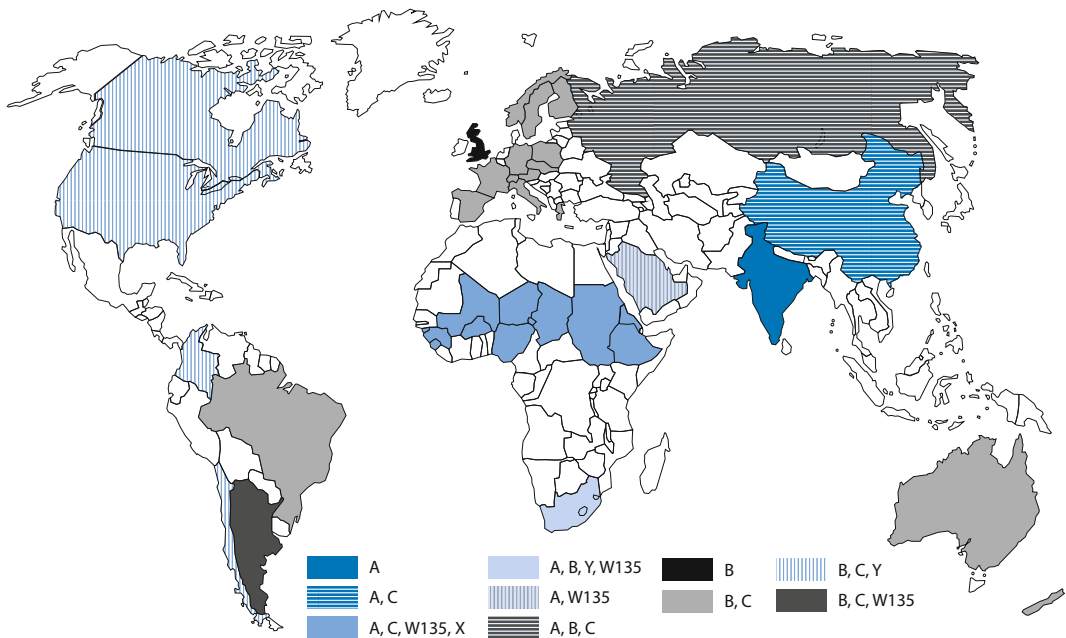 A
A, C
A, C, W135, X
A, B, Y, W135
A, W135
A, B, C
B
B, C
B, C, Y
B, C, W135